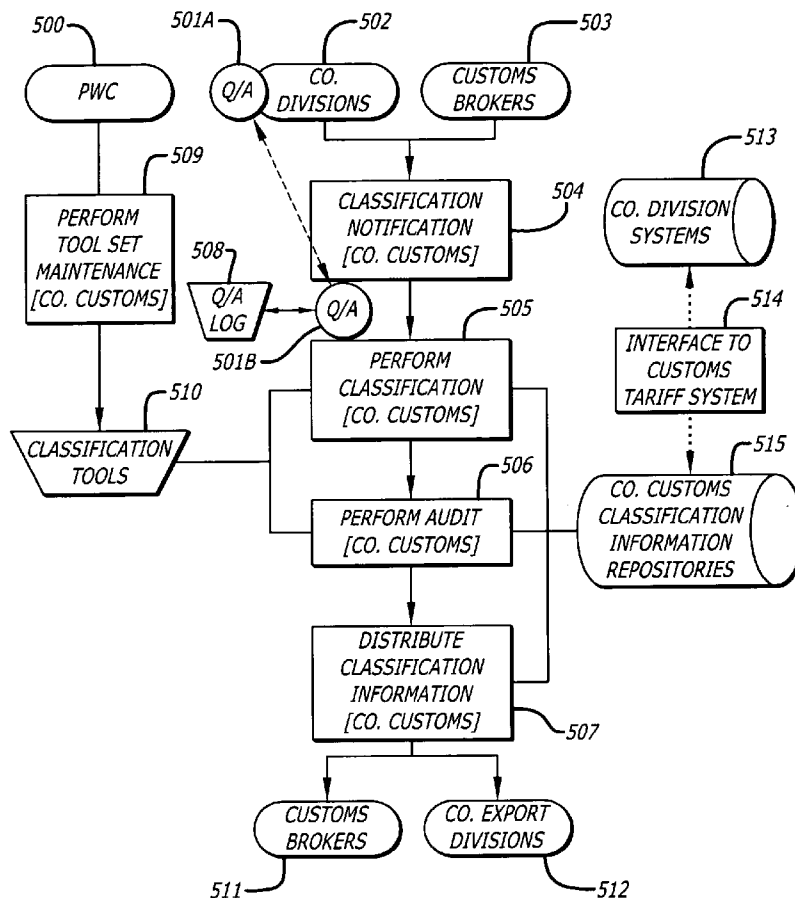 500
501A
502
503
PWC
Q/A
CO.
DIVISIONS
CUSTOMS
BROKERS
509
513
PERFORM
TOOL SET
MAINTENANCE
[CO. CUSTOMS]
CLASSIFICATION
NOTIFICATION
[CO. CUSTOMS]
504
CO. DIVISION
SYSTEMS
508
Q/A
LOG
Q/A
501B
505
514
PERFORM
CLASSIFICATION
[CO. CUSTOMS]
INTERFACE TO
CUSTOMS
TARIFF SYSTEM
510
CLASSIFICATION
TOOLS
506
515
PERFORM AUDIT
[CO. CUSTOMS]
CO. CUSTOMS
CLASSIFICATION
INFORMATION
REPOSITORIES
DISTRIBUTE
CLASSIFICATION
INFORMATION
[CO. CUSTOMS]
507
CUSTOMS
BROKERS
CO. EXPORT
DIVISIONS
511
512